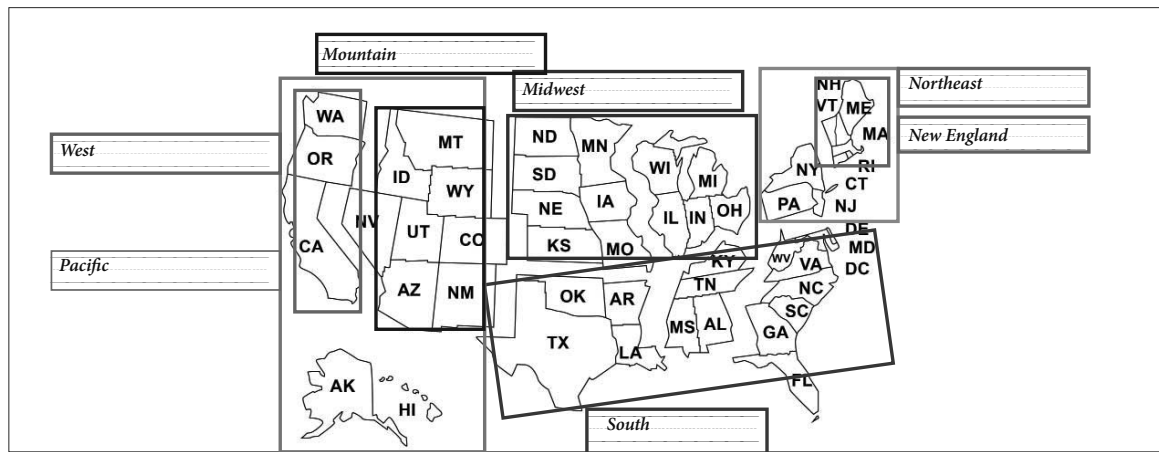 Mountain
Midwest
Northeast
New England
West
Pacific
South
NH
VT
ME
MA
RI
CT
NY
NJ
PA
DE
MD
DC
WA
OR
CA
NV
MT
ID
WY
UT
CO
AZ
NM
ND
SD
NE
KS
MN
IA
MO
WI
MI
IL
IN
OH
KY
WV
VA
NC
SC
TN
OK
AR
TX
LA
MS
AL
GA
FL
AK
HI